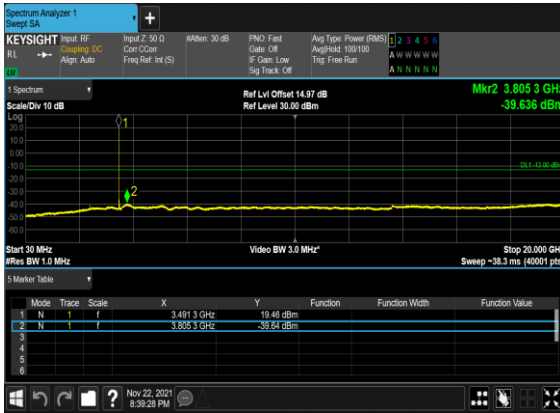 Spectrum Analyzer 1
Swept SA
+
KEYSIGHT Input: RF Input Z: 50 Ω #Atten: 30 dB PNO: Fast Avg Type: Power (RMS) 1 2 3 4 5 6
RL Coupling: DC Corr CCorr Gate: Off Avg|Hold: 100/100 A W W W W W
Align: Auto Freq Ref: Int (S) IF Gain: Low Trig: Free Run
Sig Track: Off A N N N N N
1 Spectrum Ref Lvl Offset 14.97 dB Mkr2 3.805 3 GHz
Scale/Div 10 dB Ref Level 30.00 dBm -39.636 dBm
Log
20.0
10.0
0.00
-10.0
-20.0
-30.0
-40.0
-50.0
-60.0
1
2
DL1 -13.00 dBm
Start 30 MHz Video BW 3.0 MHz* Stop 20.000 GH
#Res BW 1.0 MHz Sweep ~38.3 ms (40001 pts
5 Marker Table
Mode Trace Scale X Y Function Function Width Function Value
1 N 1 f 3.491 3 GHz 19.46 dBm
2 N 1 f 3.805 3 GHz -39.64 dBm
3
4
5
6
? Nov 22, 2021
8:39:28 PM